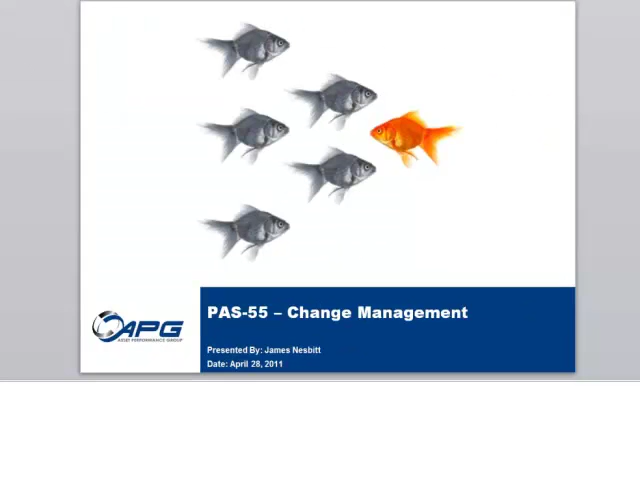 PAS-55 – Change Management
APG
ASSET PERFORMANCE GROUP
Presented By: James Nesbitt
Date: April 28, 2011